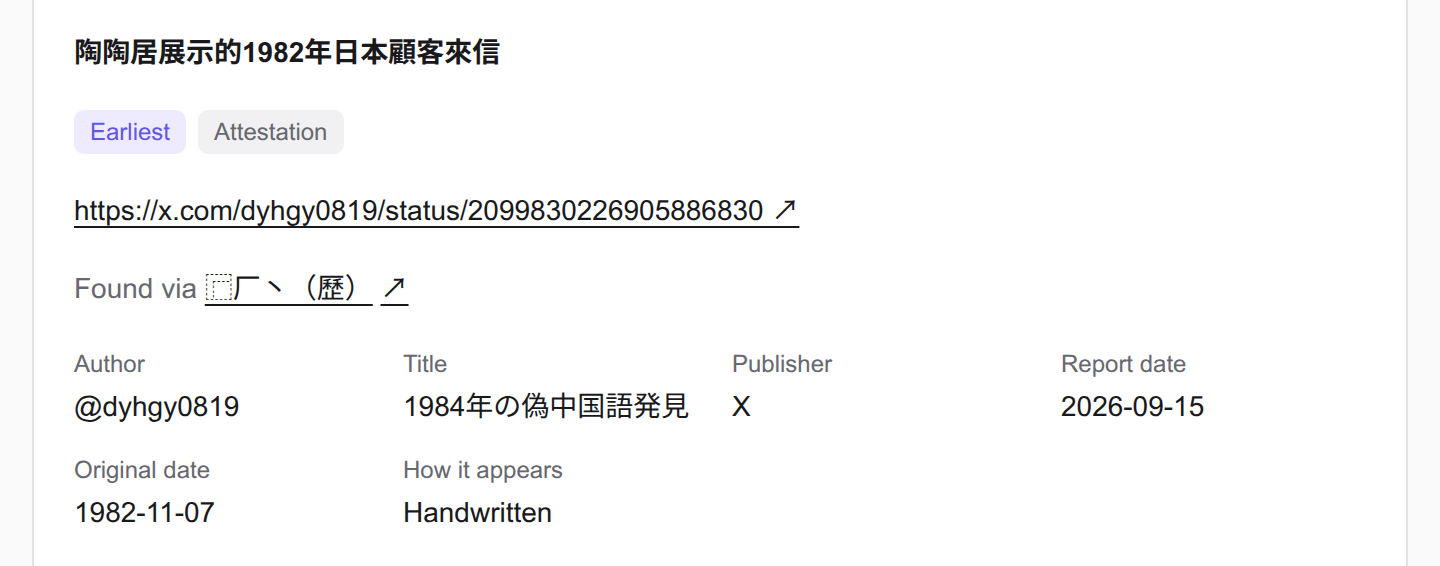 陶陶居展示的1982年日本顧客來信
Earliest Attestation
https://x.com/dyhgy0819/status/2099830226905886830 ↗
Found via ⿸厂丶（歷） ↗
Author Title Publisher Report date
@dyhgy0819 1984年の偽中国語発見 X 2026-09-15
Original date How it appears
1982-11-07 Handwritten